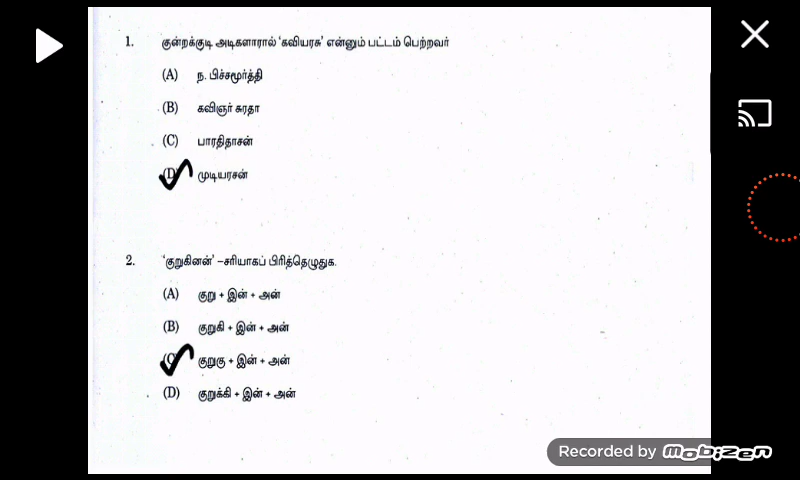 1. குன்றக்குடி அடிகளாரால் ‘கவியரசு’ என்னும் பட்டம் பெற்றவர்
(A) ந. பிச்சமூர்த்தி
(B) கவிஞர் சுரதா
(C) பாரதிதாசன்
(D) முடியரசன்
2. ‘குறுகினன்’ –சரியாகப் பிரித்தெழுதுக.
(A) குறு + இன் + அன்
(B) குறுகி + இன் + அன்
(C) குறுகு + இன் + அன்
(D) குறுக்கி + இன் + அன்
Recorded by mobizen